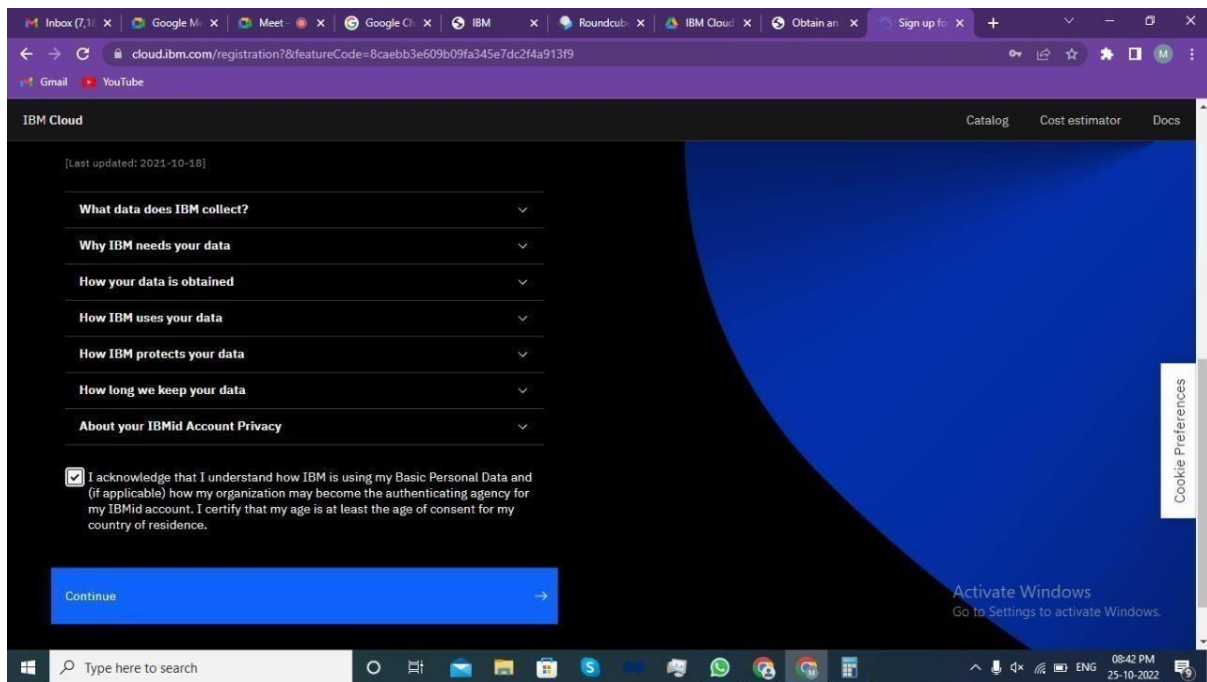 Inbox (7,1
Google M
Meet -
Google Ch
IBM
Roundcub
IBM Cloud
Obtain an
Sign up fo
cloud.ibm.com/registration?&featureCode=8caebb3e609b09fa345e7dc2f4a913f9
M
Gmail
YouTube
IBM Cloud
Catalog
Cost estimator
Docs
[Last updated: 2021-10-18]
What data does IBM collect?
Why IBM needs your data
How your data is obtained
How IBM uses your data
How IBM protects your data
How long we keep your data
About your IBMid Account Privacy
I acknowledge that I understand how IBM is using my Basic Personal Data and
(if applicable) how my organization may become the authenticating agency for
my IBMid account. I certify that my age is at least the age of consent for my
country of residence.
Cookie Preferences
Continue
Activate Windows
Go to Settings to activate Windows.
Type here to search
ENG
08:42 PM
25-10-2022